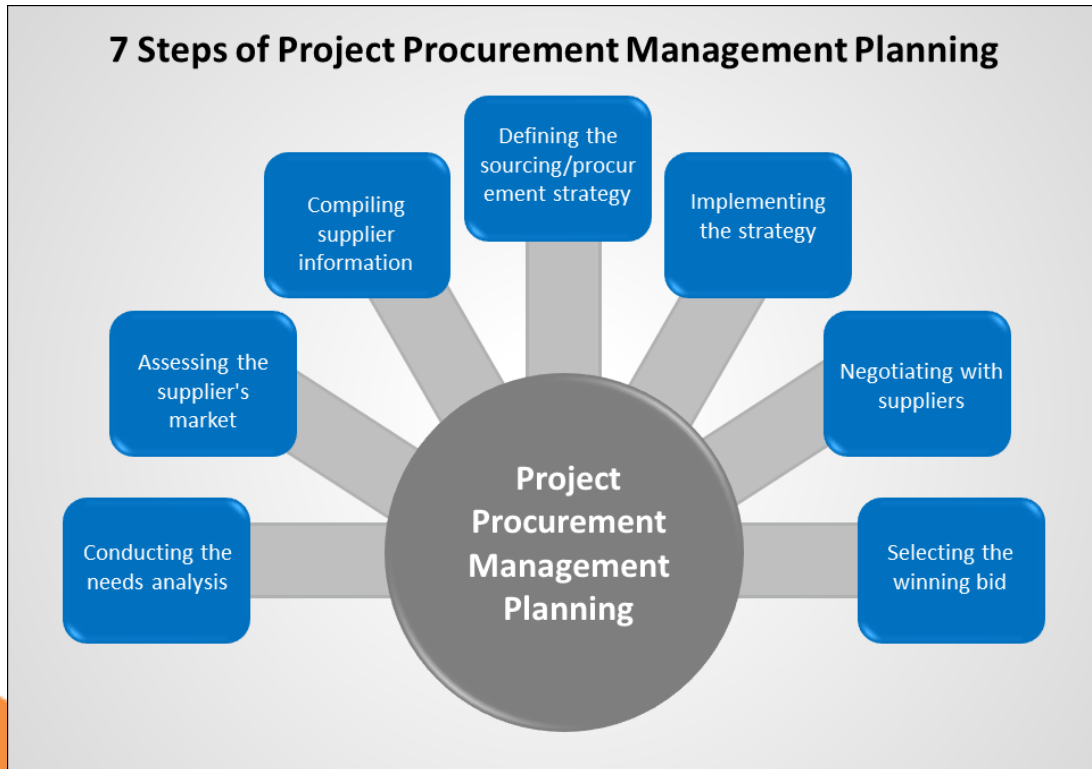 7 Steps of Project Procurement Management Planning
Conducting the
needs analysis
Assessing the
supplier's
market
Compiling
supplier
information
Defining the
sourcing/procur
ement strategy
Implementing
the strategy
Negotiating with
suppliers
Selecting the
winning bid
Project
Procurement
Management
Planning